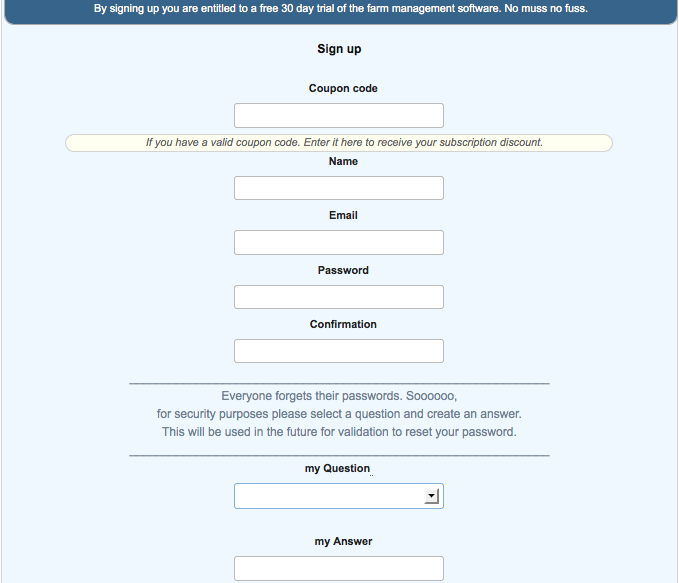 By signing up you are entitled to a free 30 day trial of the farm management software. No muss no fuss.
Sign up
Coupon code
If you have a valid coupon code. Enter it here to receive your subscription discount.
Name
Email
Password
Confirmation
Everyone forgets their passwords. Soooooo,
for security purposes please select a question and create an answer.
This will be used in the future for validation to reset your password.
my Question
my Answer